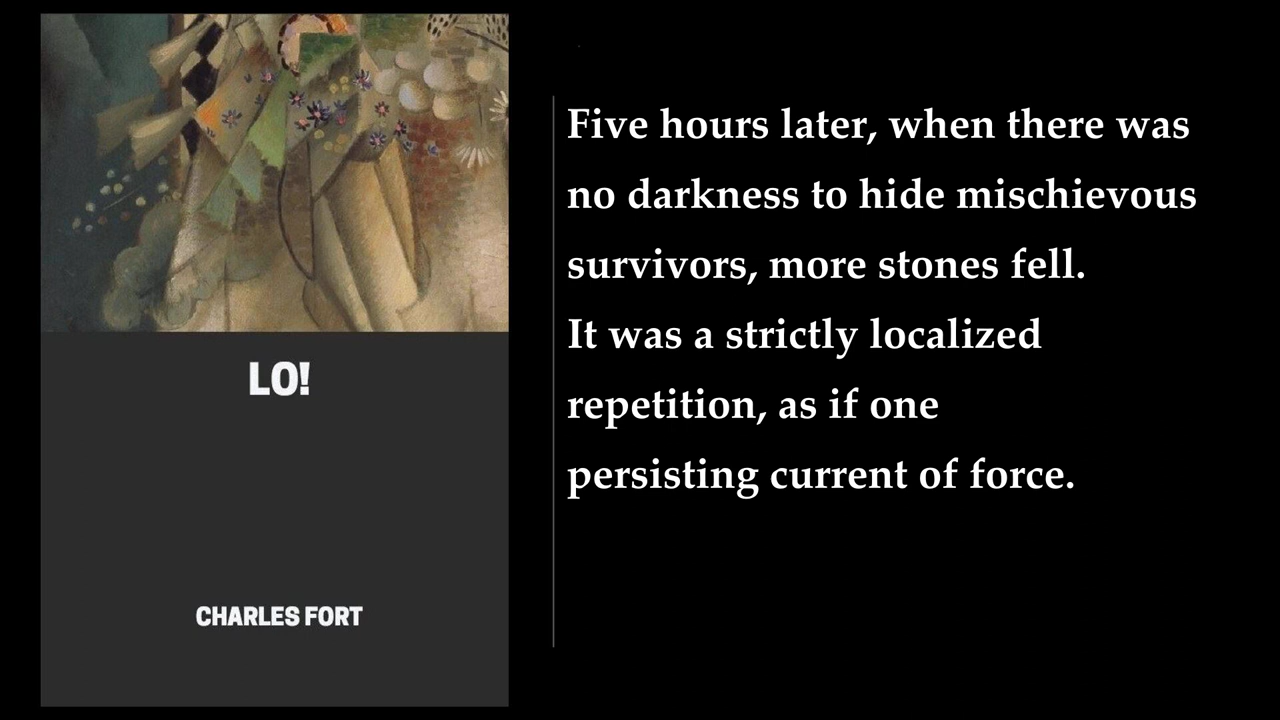 LO!
CHARLES FORT
Five hours later, when there was
no darkness to hide mischievous
survivors, more stones fell.
It was a strictly localized
repetition, as if one
persisting current of force.